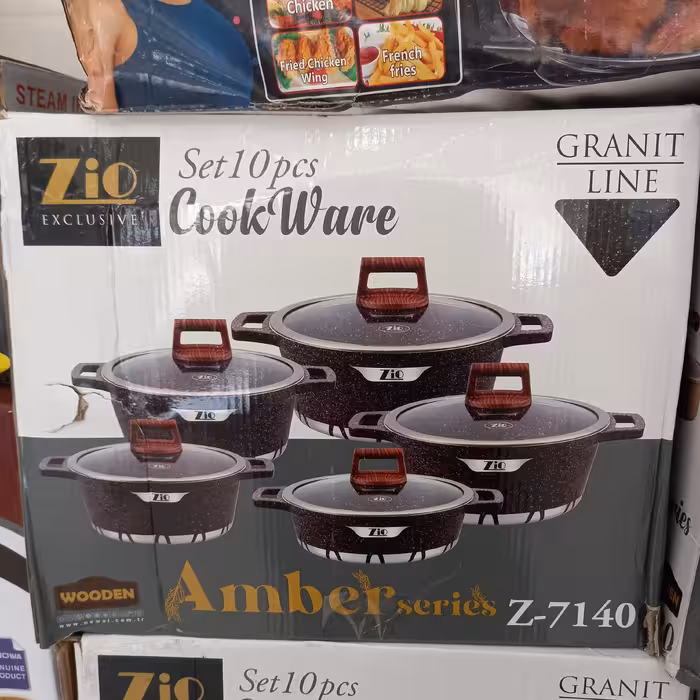 Chicken
Fried Chicken
Wing
French
fries
STEAM I
ZiO
EXCLUSIVE
Set10pcs
CookWare
GRANIT
LINE
ZiO
ZiO
ZiO
ZiO
ZiO
WOODEN
Amber series
Z-7140
ZiO
Set10pcs
GRANIT